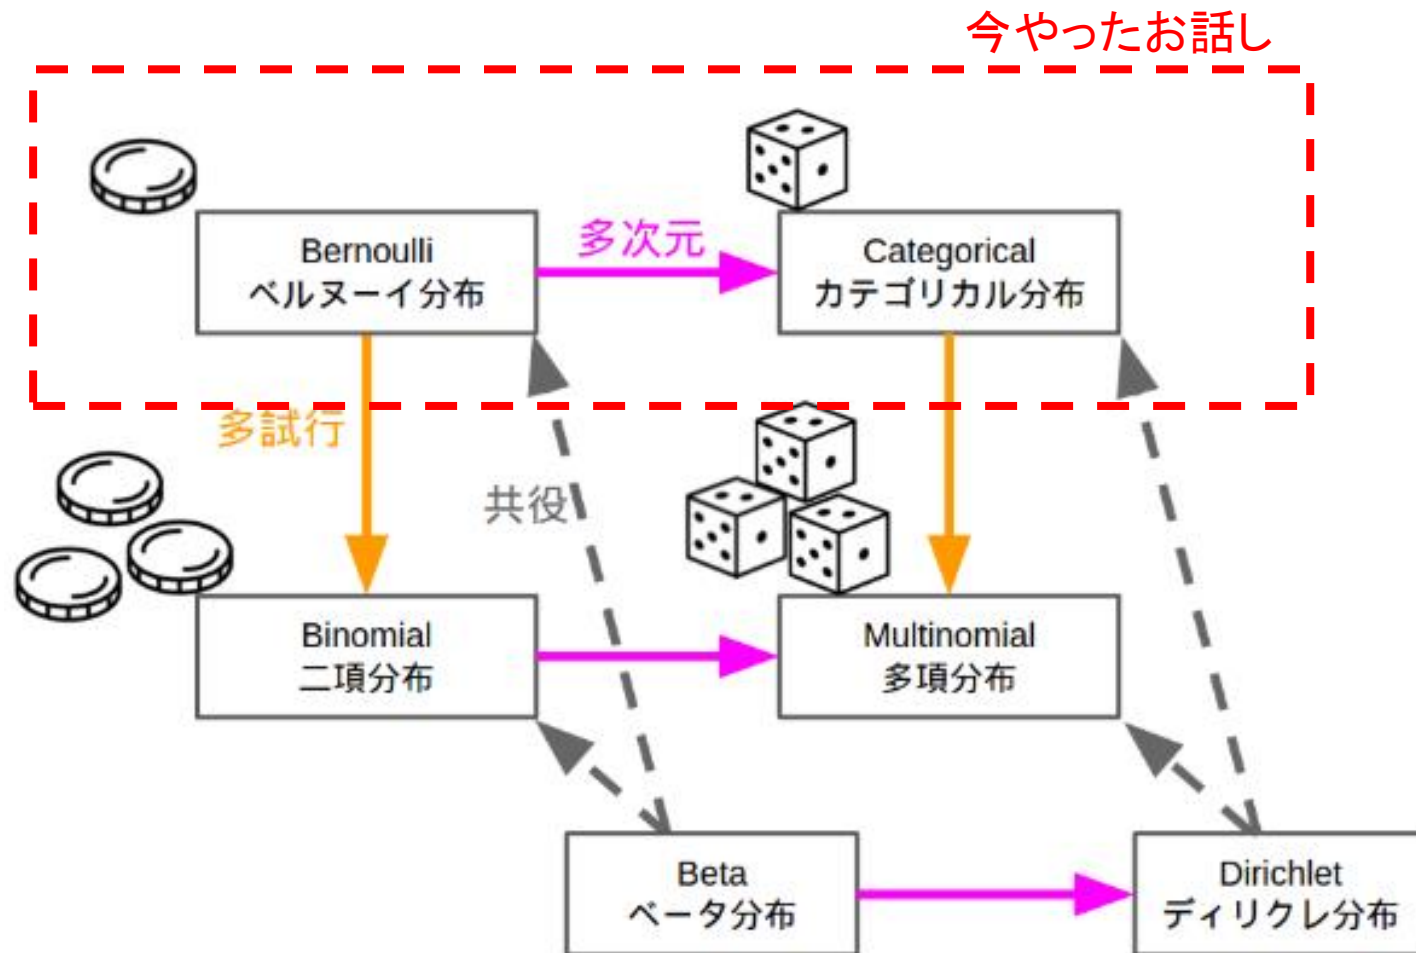 今やったお話し
多次元
Bernoulli
ベルヌーイ分布
Categorical
カテゴリカル分布
多試行
共役
Binomial
二項分布
Multinomial
多項分布
Beta
ベータ分布
Dirichlet
ディリクレ分布